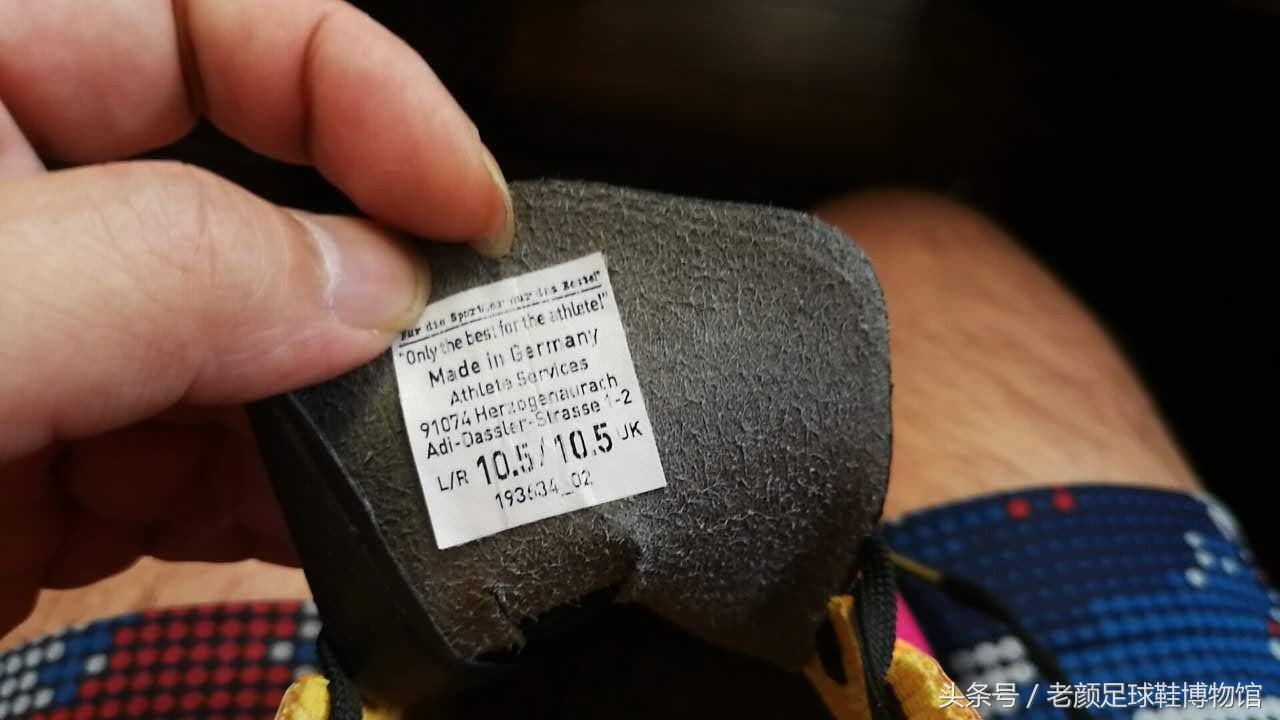 "Only the best for the athlete!"
Made in Germany
Athlete Services
91074 Herzogenaurach
Adi-Dassler-Strasse 1-2
L/R 10.5/10.5 UK
193634_02
头条号 / 老颜足球鞋博物馆